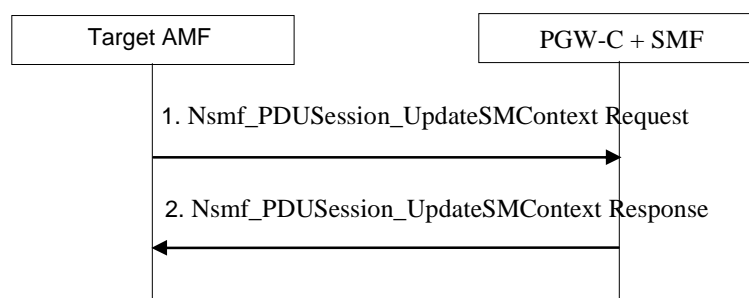 Target AMF
PGW-C + SMF
1. Nsmf_PDUSession_UpdateSMContext Request
2. Nsmf_PDUSession_UpdateSMContext Response